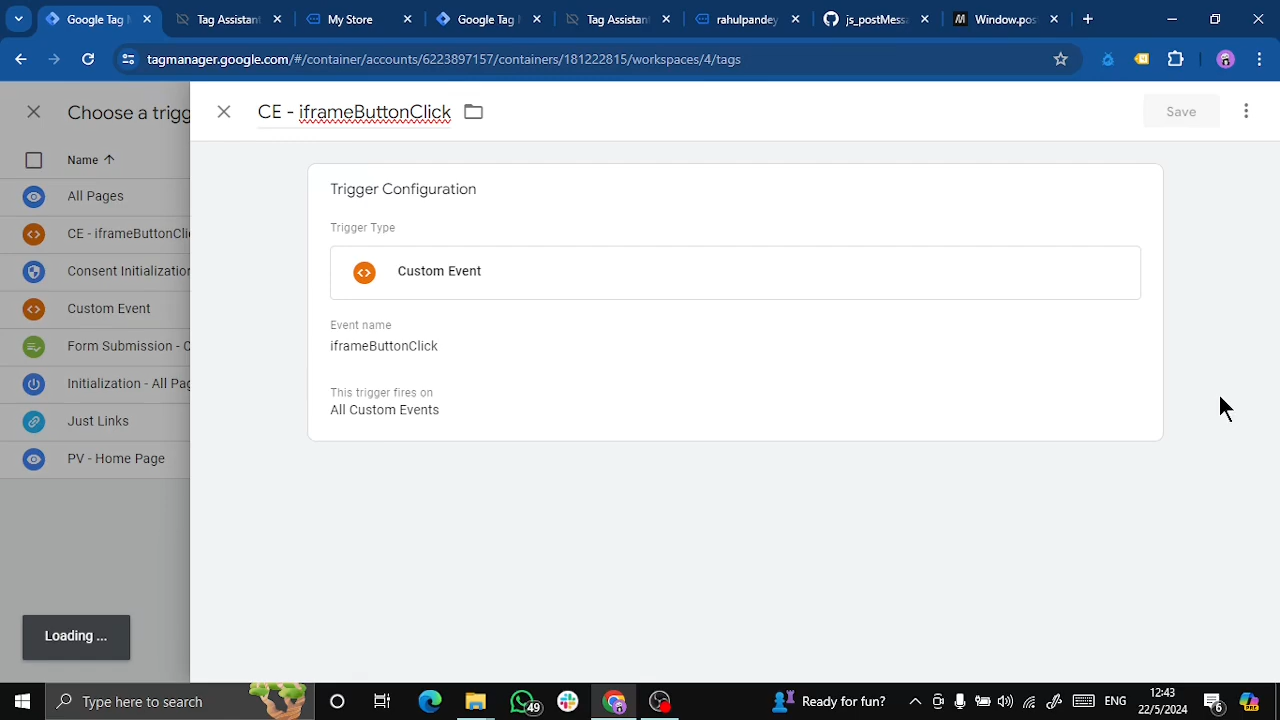 Google Tag M
Tag Assistant
My Store
Google Tag M
Tag Assistant
rahulpandey
js_postMess
Window.pos
tagmanager.google.com/#/container/accounts/6223897157/containers/181222815/workspaces/4/tags
Choose a trigg
CE - iframeButtonClick
Save
Name
All Pages
CE - iframeButtonCli
Consent Initialization
Custom Event
Form Submission - C
Initialization - All Pag
Just Links
PV - Home Page
Trigger Configuration
Trigger Type
Custom Event
Event name
iframeButtonClick
This trigger fires on
All Custom Events
Loading ...
Type here to search
49
Ready for fun?
ENG
12:43
22/5/2024
6
PRE